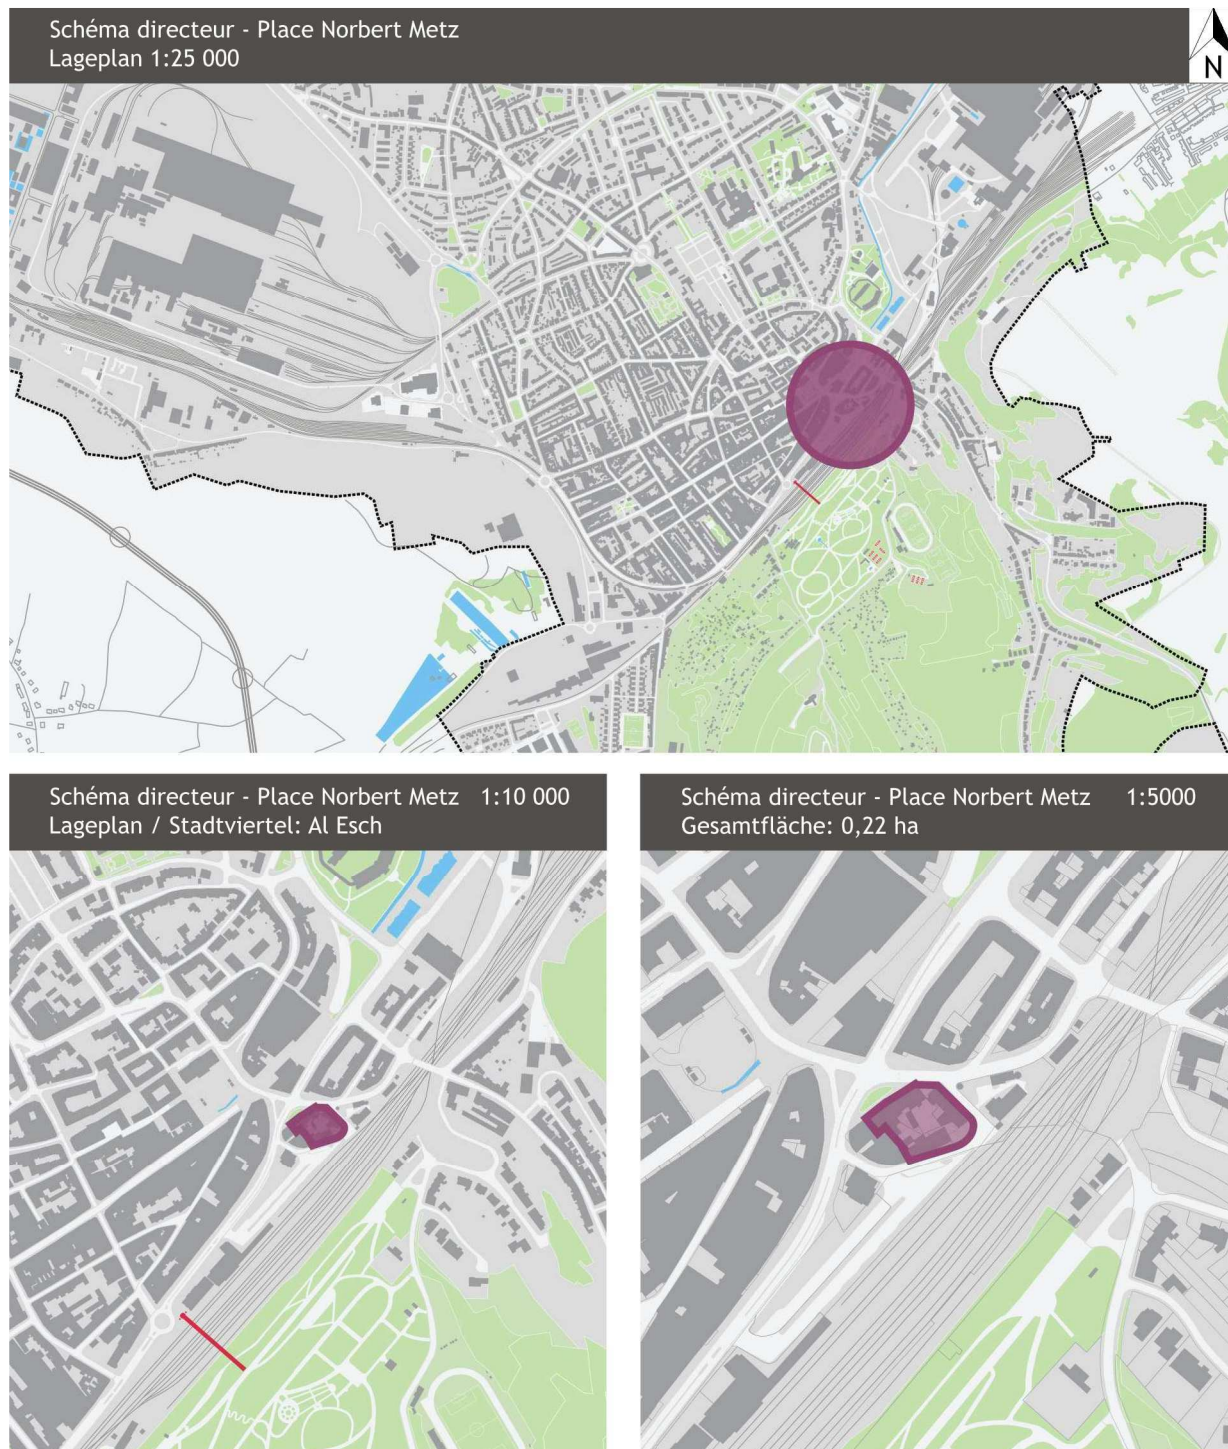 Schéma directeur - Place Norbert Metz
Lageplan 1:25 000
N
Schéma directeur - Place Norbert Metz 1:10 000
Lageplan / Stadtviertel: Al Esch
Schéma directeur - Place Norbert Metz 1:5000
Gesamtfläche: 0,22 ha